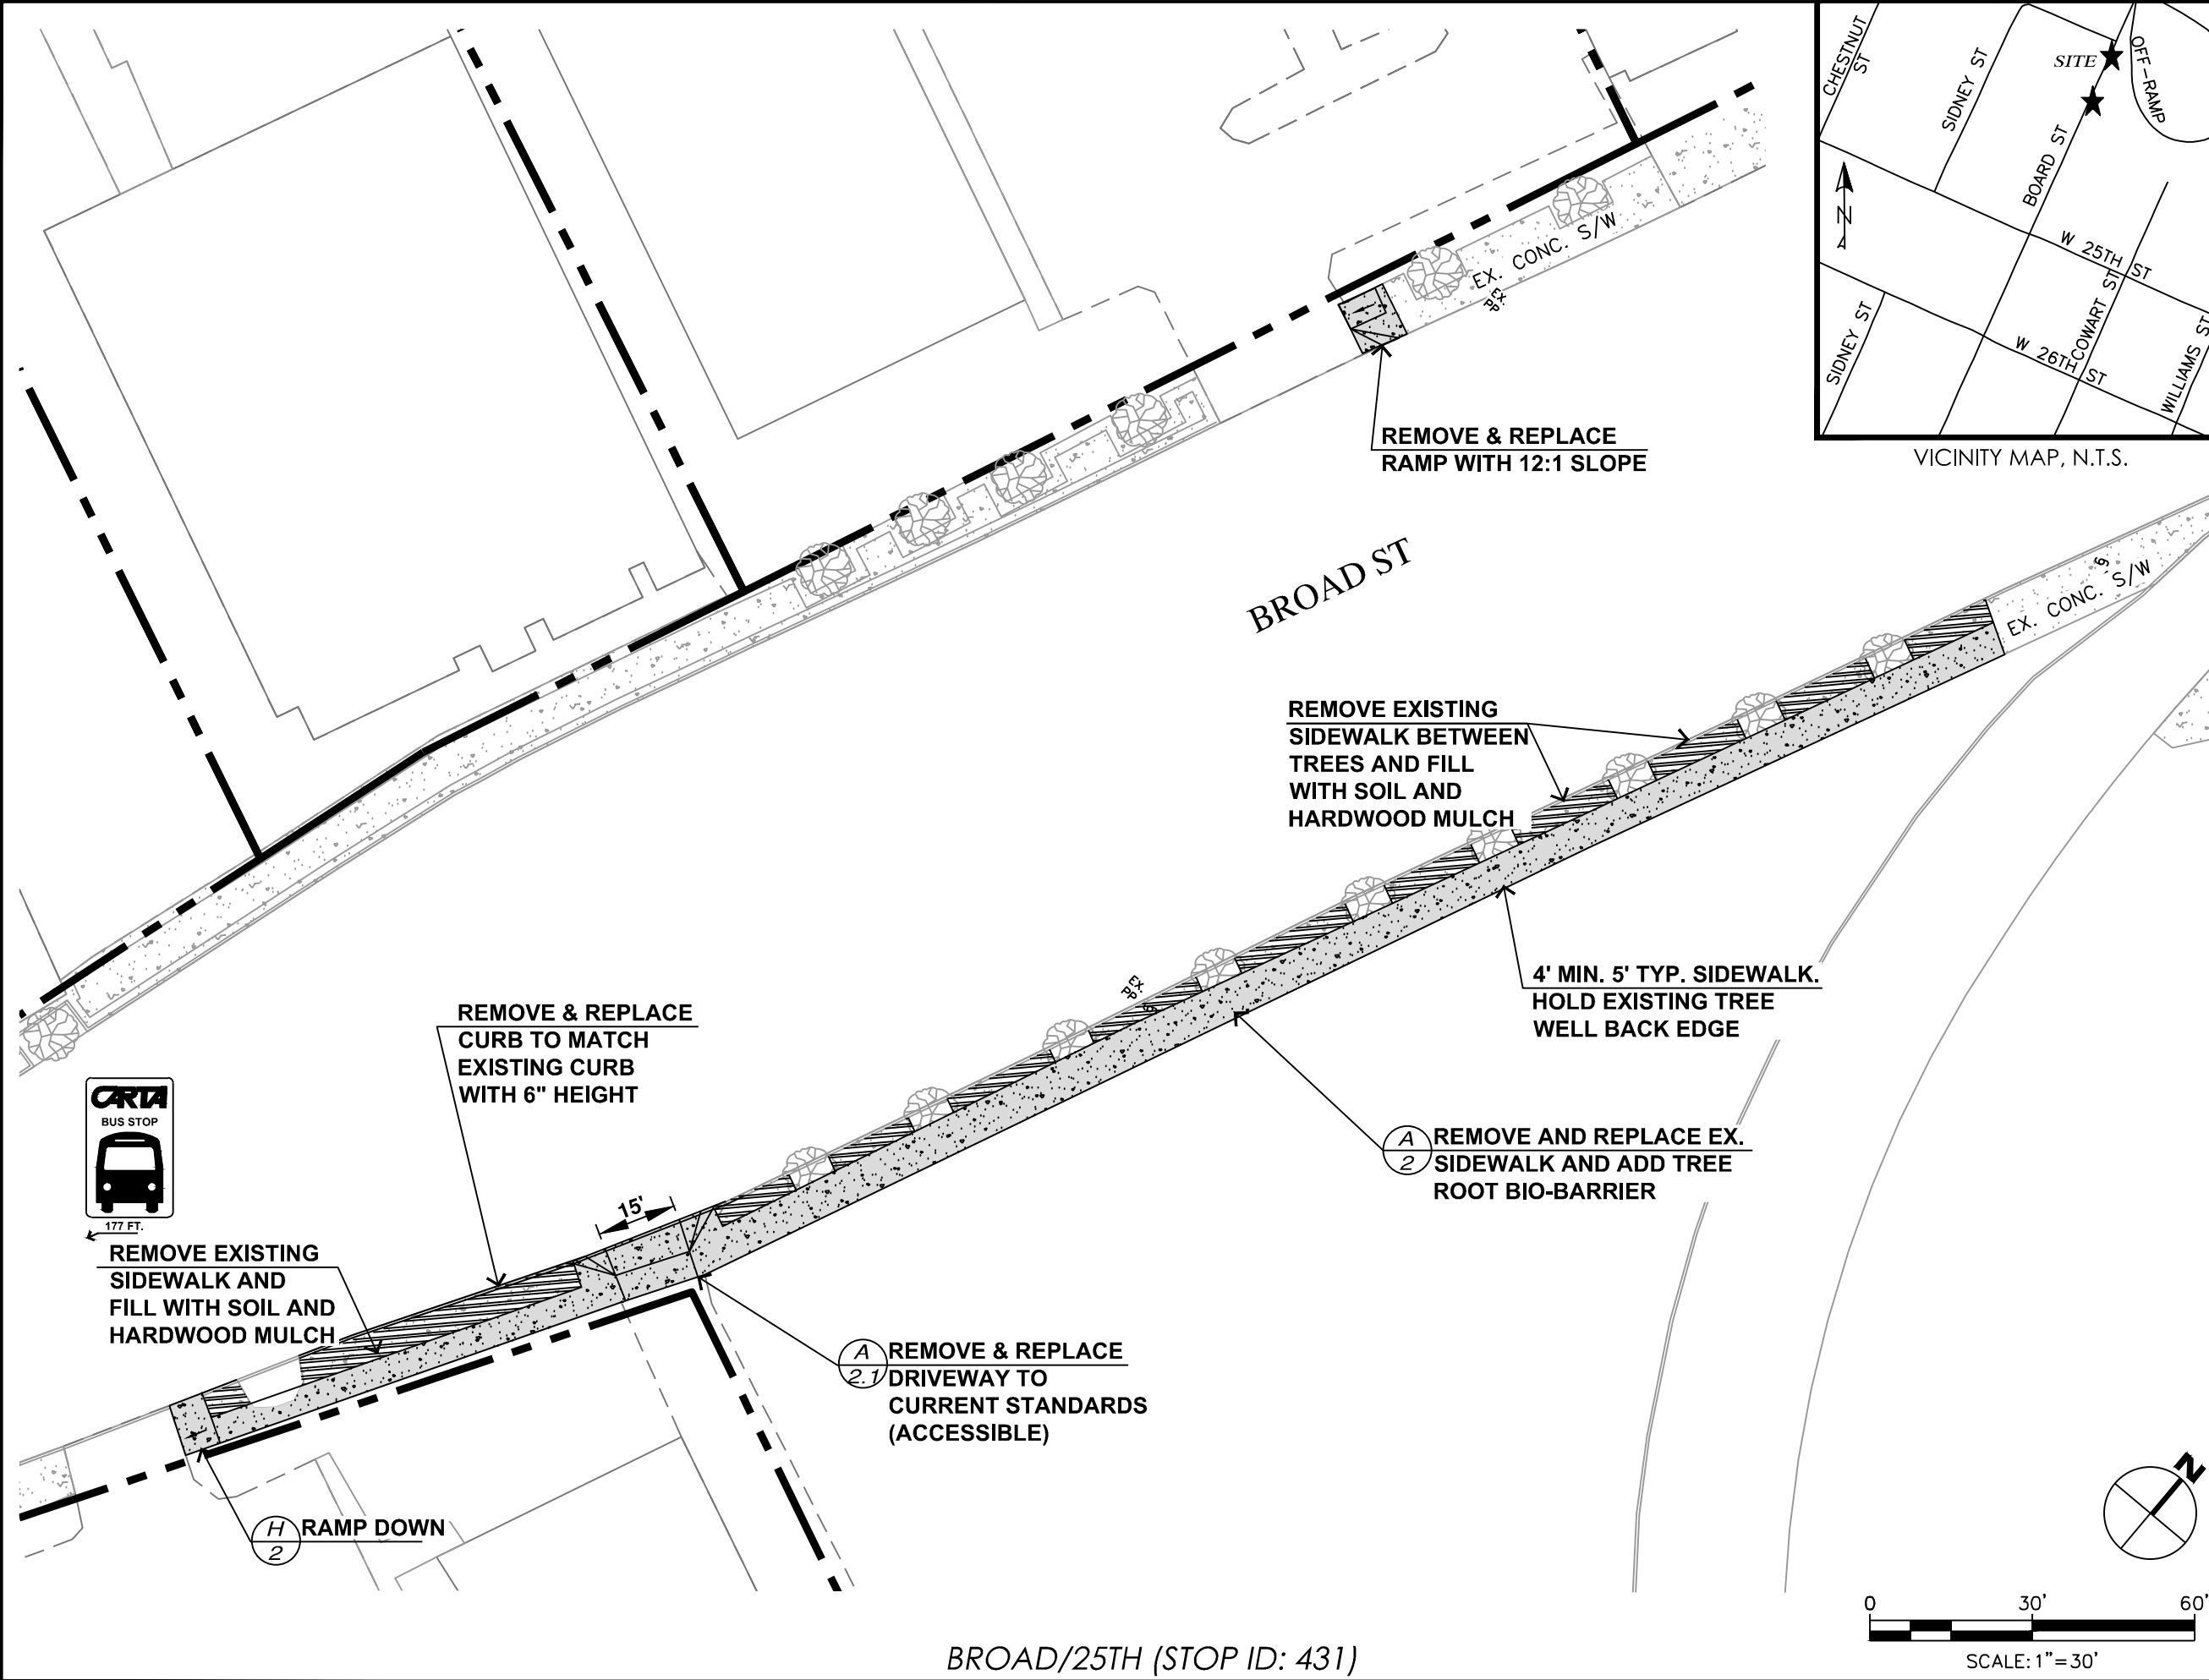 CHESTNUT
ST
SIDNEY ST
SITE
OFF-RAMP
BOARD ST
N
W 25TH ST
SIDNEY ST
COWART ST
W 26TH ST
WILLIAMS ST
VICINITY MAP, N.T.S.
EX. CONC. S/W
EX.
PP
REMOVE & REPLACE
RAMP WITH 12:1 SLOPE
BROAD ST
6'
EX. CONC. S/W
REMOVE EXISTING
SIDEWALK BETWEEN
TREES AND FILL
WITH SOIL AND
HARDWOOD MULCH
4' MIN. 5' TYP. SIDEWALK.
HOLD EXISTING TREE
WELL BACK EDGE
EX.
PP
REMOVE & REPLACE
CURB TO MATCH
EXISTING CURB
WITH 6" HEIGHT
CARTA
BUS STOP
177 FT.
A
2
REMOVE AND REPLACE EX.
SIDEWALK AND ADD TREE
ROOT BIO-BARRIER
15'
REMOVE EXISTING
SIDEWALK AND
FILL WITH SOIL AND
HARDWOOD MULCH
A
2.1
REMOVE & REPLACE
DRIVEWAY TO
CURRENT STANDARDS
(ACCESSIBLE)
H
2
RAMP DOWN
N
0 30' 60'
SCALE: 1"=30'
BROAD/25TH (STOP ID: 431)